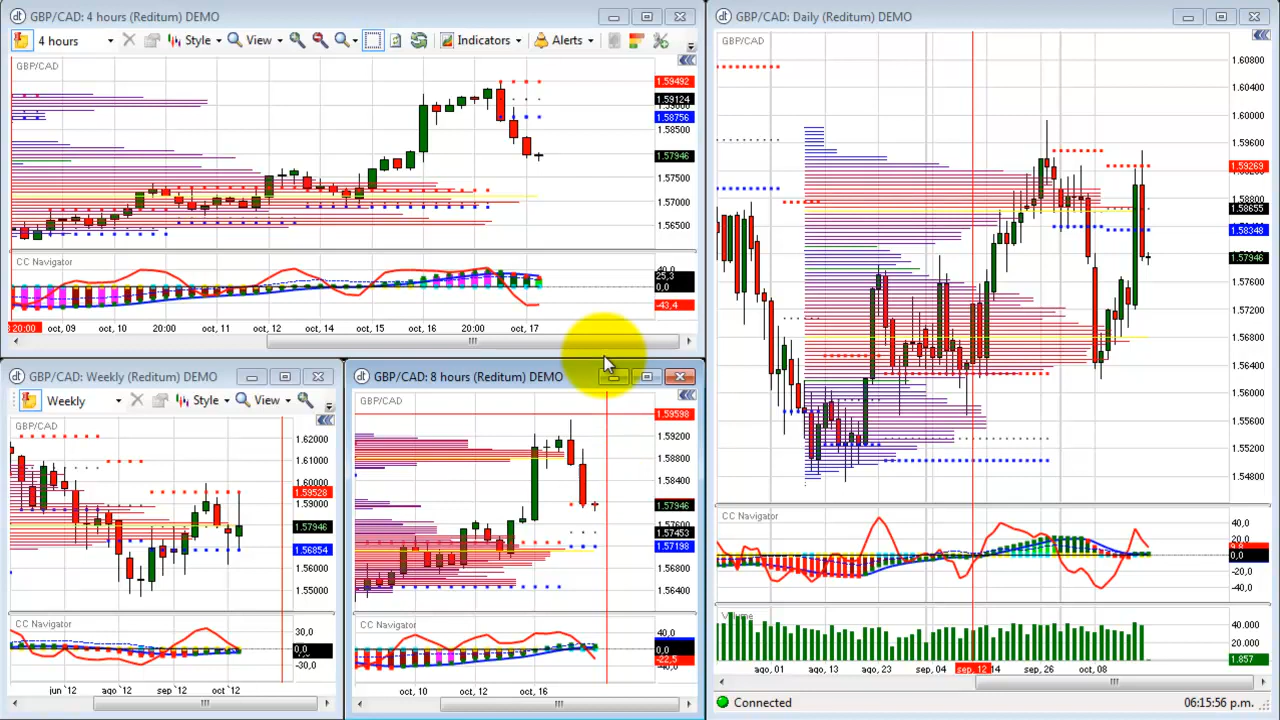 GBP/CAD: 4 hours (Reditum) DEMO
4 hours Style View Indicators Alerts
GBP/CAD
1.59492
1.59124
1.58756
1.58500
1.57946
1.57500
1.57000
1.56500
CC Navigator
25,3
0,0
-43,4
20:00 oct, 09 oct, 10 20:00 oct, 11 oct, 12 oct, 14 oct, 15 oct, 16 20:00 oct, 17
GBP/CAD: Weekly (Reditum) DEMO
Weekly Style View
GBP/CAD
1.62000
1.61000
1.60000
1.59528
1.59000
1.57946
1.56854
1.56000
1.55000
CC Navigator
30,0
0,0
-30,0
jun '12 ago '12 sep '12 oct '12
GBP/CAD: 8 hours (Reditum) DEMO
GBP/CAD
1.59598
1.59200
1.58800
1.58400
1.57946
1.57600
1.57453
1.57198
1.56800
1.56400
CC Navigator
40,0
-22,5
oct, 10 oct, 12 oct, 16
GBP/CAD: Daily (Reditum) DEMO
GBP/CAD
1.60800
1.60400
1.60000
1.59600
1.59269
1.58655
1.58348
1.57946
1.57600
1.57200
1.56800
1.56400
1.56000
1.55600
1.55200
1.54800
CC Navigator
40,0
20,0
0,0
-20,0
-40,0
Volume
40.000
20.000
1.857
ago, 01 ago, 13 ago, 23 sep, 04 sep, 12 14 sep, 26 oct, 08
Connected 06:15:56 p.m.